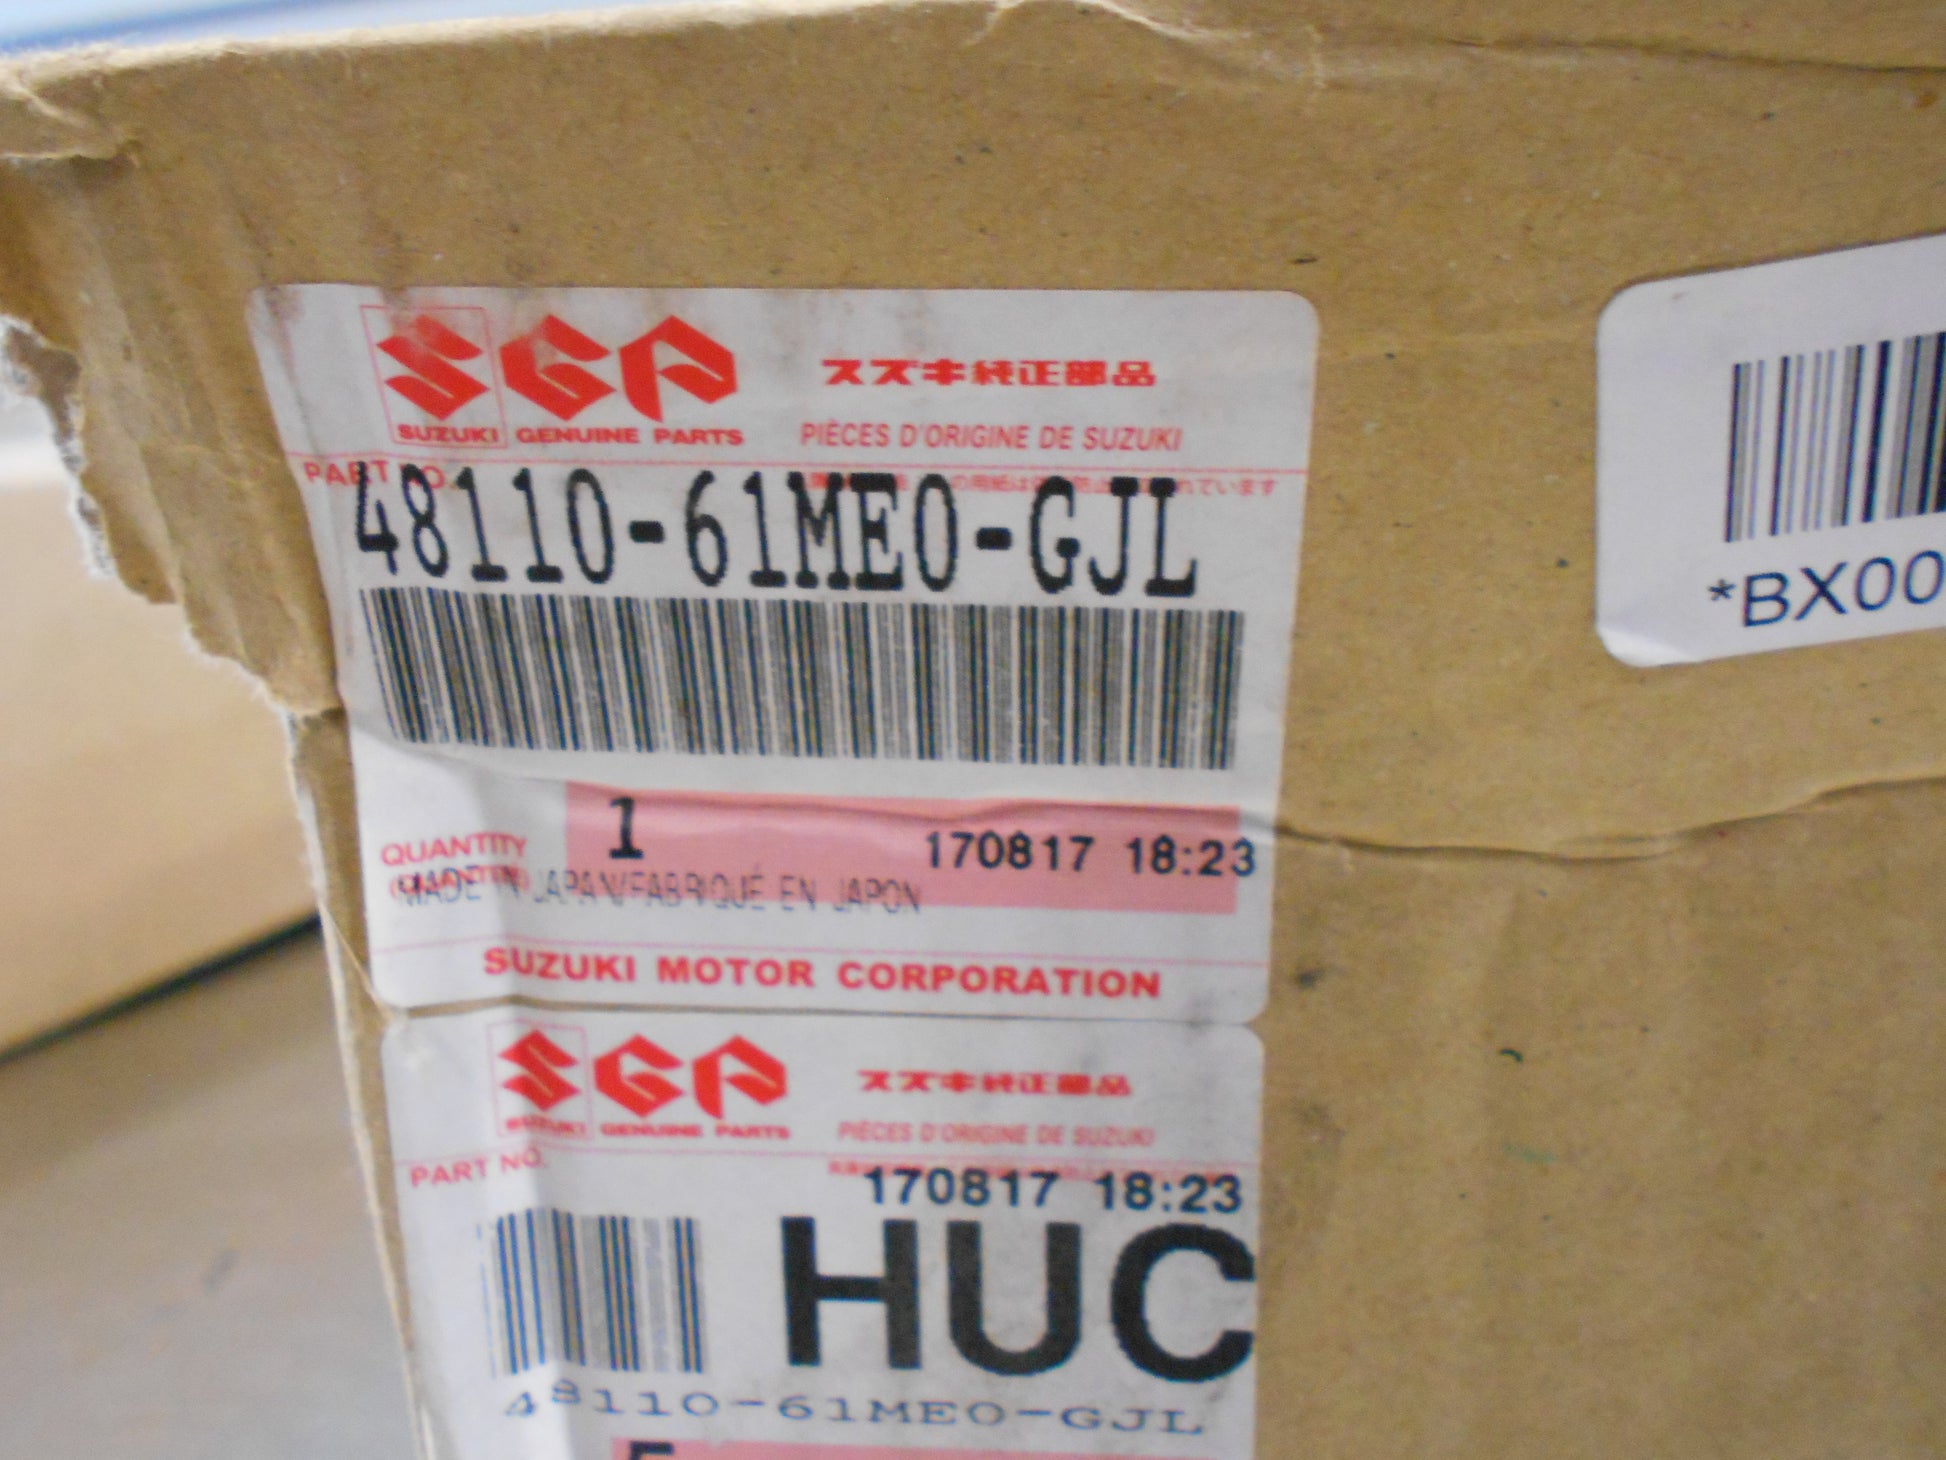 SUZUKI GENUINE PARTS
スズキ純正部品
PIÈCES D'ORIGINE DE SUZUKI
PART NO.
48110-61ME0-GJL
QUANTITY
1
170817 18:23
MADE IN JAPAN/FABRIQUÉ EN JAPON
SUZUKI MOTOR CORPORATION
SUZUKI GENUINE PARTS
スズキ純正部品
PIÈCES D'ORIGINE DE SUZUKI
PART NO.
170817 18:23
HUC
48110-61ME0-GJL
*BX00